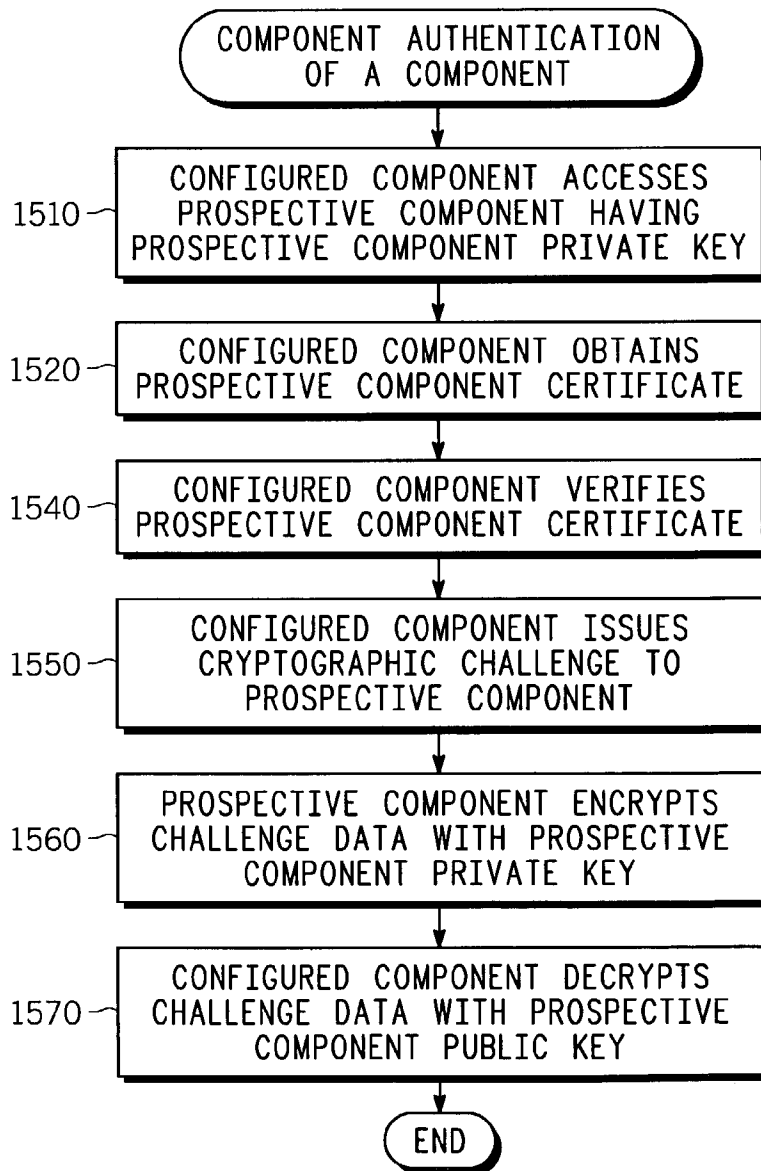 COMPONENT AUTHENTICATION
OF A COMPONENT
1510
CONFIGURED COMPONENT ACCESSES
PROSPECTIVE COMPONENT HAVING
PROSPECTIVE COMPONENT PRIVATE KEY
1520
CONFIGURED COMPONENT OBTAINS
PROSPECTIVE COMPONENT CERTIFICATE
1540
CONFIGURED COMPONENT VERIFIES
PROSPECTIVE COMPONENT CERTIFICATE
1550
CONFIGURED COMPONENT ISSUES
CRYPTOGRAPHIC CHALLENGE TO
PROSPECTIVE COMPONENT
1560
PROSPECTIVE COMPONENT ENCRYPTS
CHALLENGE DATA WITH PROSPECTIVE
COMPONENT PRIVATE KEY
1570
CONFIGURED COMPONENT DECRYPTS
CHALLENGE DATA WITH PROSPECTIVE
COMPONENT PUBLIC KEY
END